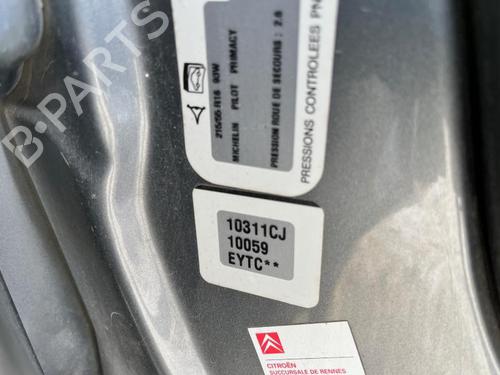 215/55 R16 93W
MICHELIN PILOT PRIMACY
PRESSION ROUE DE SECOURS : 2.6
PRESSIONS CONTROLEES PN
10311CJ
10059
EYTC**
CITROËN
SUCCURSALE DE RENNES